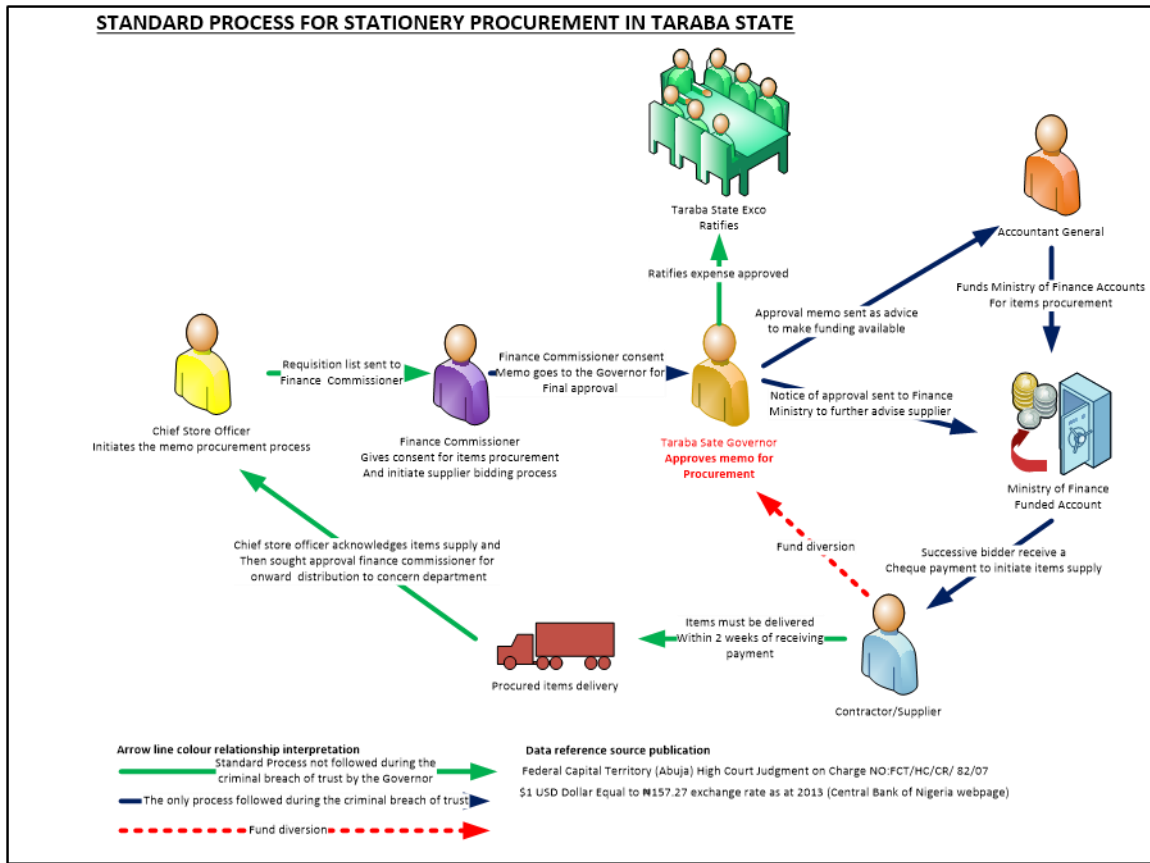 STANDARD PROCESS FOR STATIONERY PROCUREMENT IN TARABA STATE
Taraba State Exco
Ratifies
Accountant General
Ratifies expense approved
Funds Ministry of Finance Accounts
For items procurement
Approval memo sent as advice
to make funding available
Requisition list sent to
Finance Commissioner
Finance Commissioner consent
Memo goes to the Governor for
Final approval
Notice of approval sent to Finance
Ministry to further advise supplier
Chief Store Officer
Initiates the memo procurement process
Finance Commissioner
Gives consent for items procurement
And initiate supplier bidding process
Taraba Sate Governor
Approves memo for
Procurement
Ministry of Finance
Funded Account
Chief store officer acknowledges items supply and
Then sought approval finance commissioner for
onward distribution to concern department
Fund diversion
Successive bidder receive a
Cheque payment to initiate items supply
Items must be delivered
Within 2 weeks of receiving
payment
Procured items delivery
Contractor/Supplier
Arrow line colour relationship interpretation
Standard Process not followed during the
criminal breach of trust by the Governor
The only process followed during the criminal breach of trust
Fund diversion
Data reference source publication
Federal Capital Territory (Abuja) High Court Judgment on Charge NO:FCT/HC/CR/ 82/07
$1 USD Dollar Equal to ₦157.27 exchange rate as at 2013 (Central Bank of Nigeria webpage)